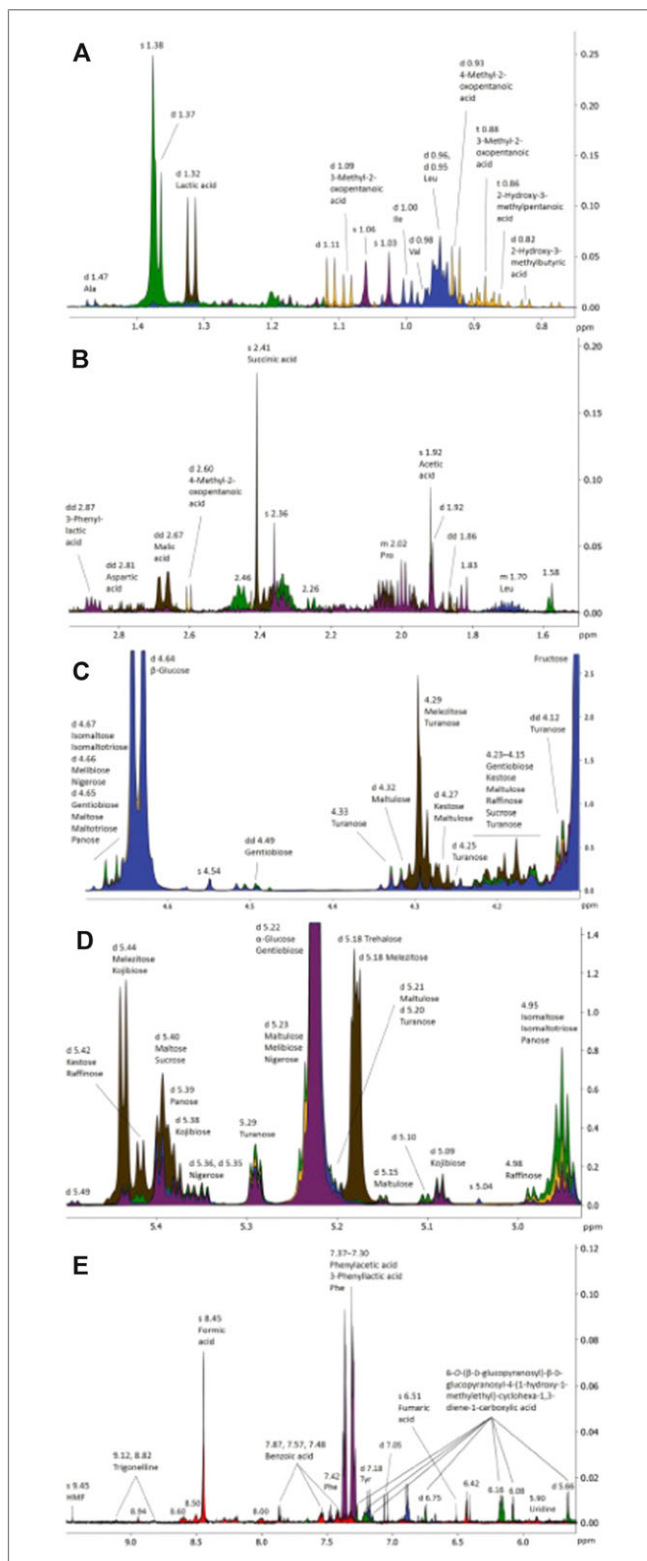 A
s 1.38
d 1.37
d 1.32
Lactic acid
d 1.47
Ala
d 1.11
d 1.09
3-Methyl-2-
oxopentanoic
acid
s 1.06
s 1.03
d 1.00
Ile
d 0.98
Val
d 0.96,
d 0.95
Leu
d 0.93
4-Methyl-2-
oxopentanoic
acid
t 0.88
3-Methyl-2-
oxopentanoic
acid
t 0.86
2-Hydroxy-3-
methylpentanoic
acid
d 0.82
2-Hydroxy-3-
methylbutyric
acid
0.25
0.20
0.15
0.10
0.05
0.00
1.4 1.3 1.2 1.1 1.0 0.9 0.8
ppm
B
dd 2.87
3-Phenyl-
lactic
acid
dd 2.81
Aspartic
acid
dd 2.67
Malic
acid
d 2.60
4-Methyl-2-
oxopentanoic
acid
2.46
s 2.41
Succinic acid
s 2.36
2.26
m 2.02
Pro
s 1.92
Acetic
acid
d 1.92
dd 1.86
1.83
m 1.70
Leu
1.58
0.20
0.15
0.10
0.05
0.00
2.8 2.6 2.4 2.2 2.0 1.8 1.6
ppm
C
d 4.67
Isomaltose
Isomaltotriose
d 4.66
Melibiose
Nigerose
d 4.65
Gentiobiose
Maltose
Maltotriose
Panose
d 4.64
β-Glucose
s 4.54
dd 4.49
Gentiobiose
4.33
Turanose
d 4.32
Maltulose
4.29
Melezitose
Turanose
d 4.27
Kestose
Maltulose
d 4.25
Turanose
4.23–4.15
Gentiobiose
Kestose
Maltulose
Raffinose
Sucrose
Turanose
dd 4.12
Turanose
Fructose
2.5
2.0
1.5
1.0
0.5
0.0
4.6 4.5 4.4 4.3 4.2
ppm
D
d 5.49
d 5.42
Kestose
Raffinose
d 5.44
Melezitose
Kojibiose
d 5.40
Maltose
Sucrose
d 5.39
Panose
d 5.38
Kojibiose
d 5.36, d 5.35
Nigerose
5.29
Turanose
d 5.23
Maltulose
Melibiose
Nigerose
d 5.22
α-Glucose
Gentiobiose
d 5.18 Trehalose
d 5.18 Melezitose
d 5.21
Maltulose
d 5.20
Turanose
d 5.15
Maltulose
d 5.10
d 5.09
Kojibiose
s 5.04
4.98
Raffinose
4.95
Isomaltose
Isomaltotriose
Panose
1.4
1.2
1.0
0.8
0.6
0.4
0.2
0.0
5.4 5.3 5.2 5.1 5.0
ppm
E
s 9.45
HMF
9.12, 8.82
Trigonelline
8.94
8.60
8.50
s 8.45
Formic
acid
8.00
7.87, 7.57, 7.48
Benzoic acid
7.42
Phe
7.37–7.30
Phenylacetic acid
3-Phenyllactic acid
Phe
d 7.18
Tyr
d 7.05
d 6.75
s 6.51
Fumaric
acid
6.42
6-O-(β-D-glucopyranosyl)-β-D-
glucopyranosyl-4-(1-hydroxy-1-
methylethyl)-cyclohexa-1,3-
diene-1-carboxylic acid
6.16
6.08
5.90
Uridine
d 5.66
0.12
0.10
0.08
0.06
0.04
0.02
0.00
9.0 8.5 8.0 7.5 7.0 6.5 6.0
ppm